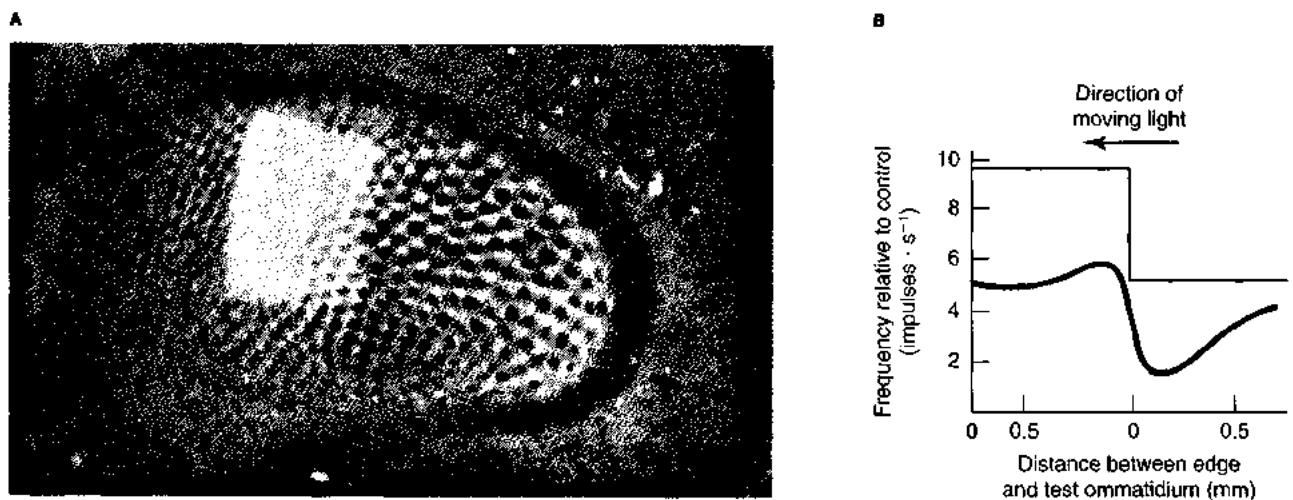 A
B
Direction of
moving light
Frequency relative to control
(impulses · s⁻¹)
10
8
6
4
2
0 0.5 0 0.5
Distance between edge
and test ommatidium (mm)